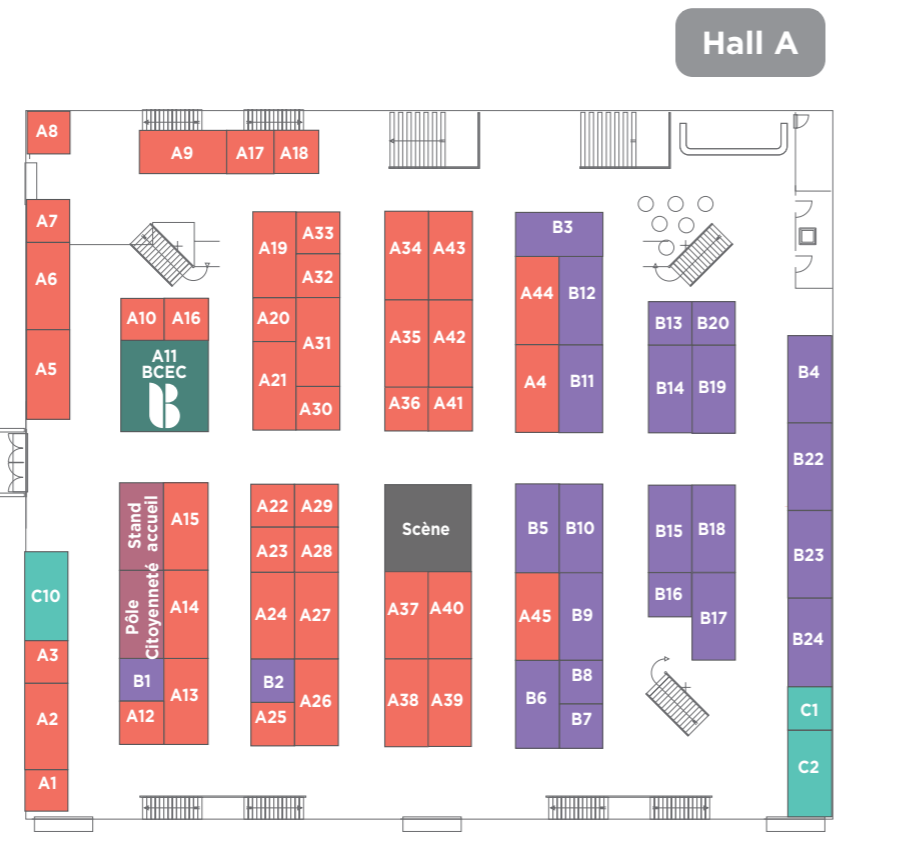 Hall A
A8
A9
A17
A18
A7
A6
A5
A10
A16
A11
BCEC
A19
A33
A32
A20
A31
A21
A30
A34
A43
A35
A42
A36
A41
B3
A44
B12
A4
B11
B13
B20
B14
B19
B4
B22
B23
B24
C1
C2
Stand
accueil
A15
Pôle
Citoyenneté
A14
B1
A13
A12
A22
A29
A23
A28
A24
A27
B2
A26
A25
Scène
A37
A40
A38
A39
B5
B10
A45
B9
B6
B8
B7
B15
B18
B16
B17
C10
A3
A2
A1